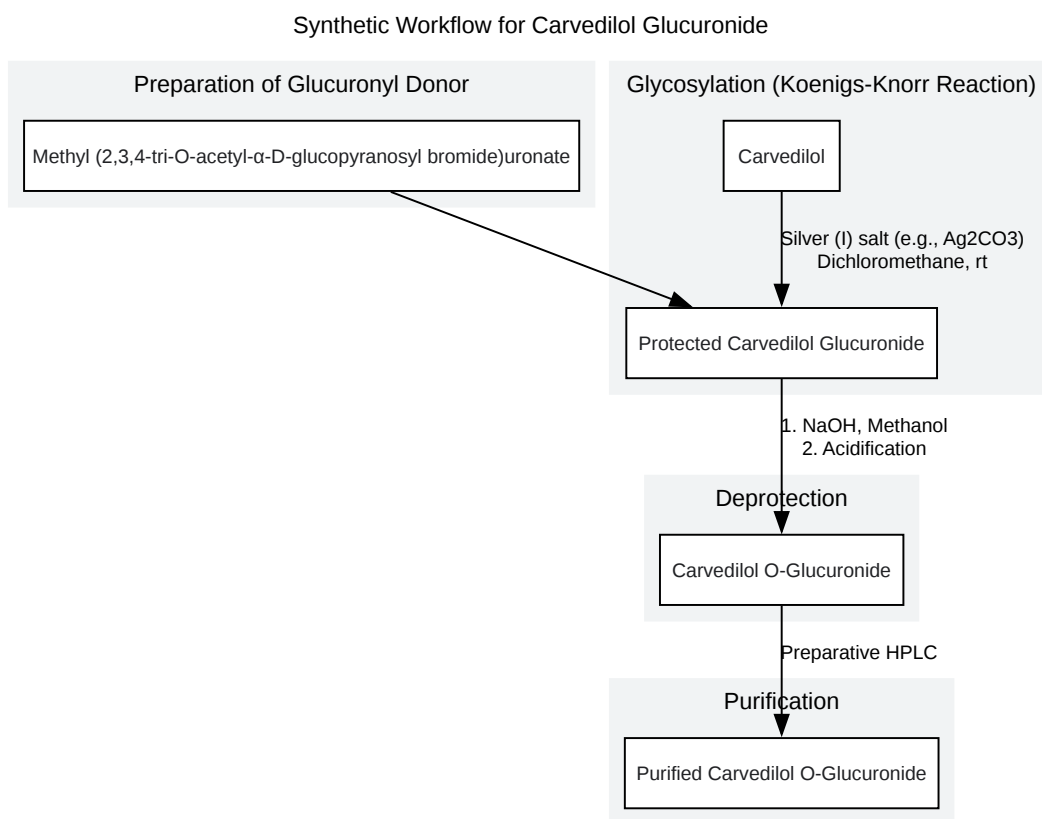 Synthetic Workflow for Carvedilol Glucuronide
Preparation of Glucuronyl Donor
Methyl (2,3,4-tri-O-acetyl-α-D-glucopyranosyl bromide)uronate
Glycosylation (Koenigs-Knorr Reaction)
Carvedilol
Silver (I) salt (e.g., Ag2CO3)
Dichloromethane, rt
Protected Carvedilol Glucuronide
1. NaOH, Methanol
2. Acidification
Deprotection
Carvedilol O-Glucuronide
Preparative HPLC
Purification
Purified Carvedilol O-Glucuronide